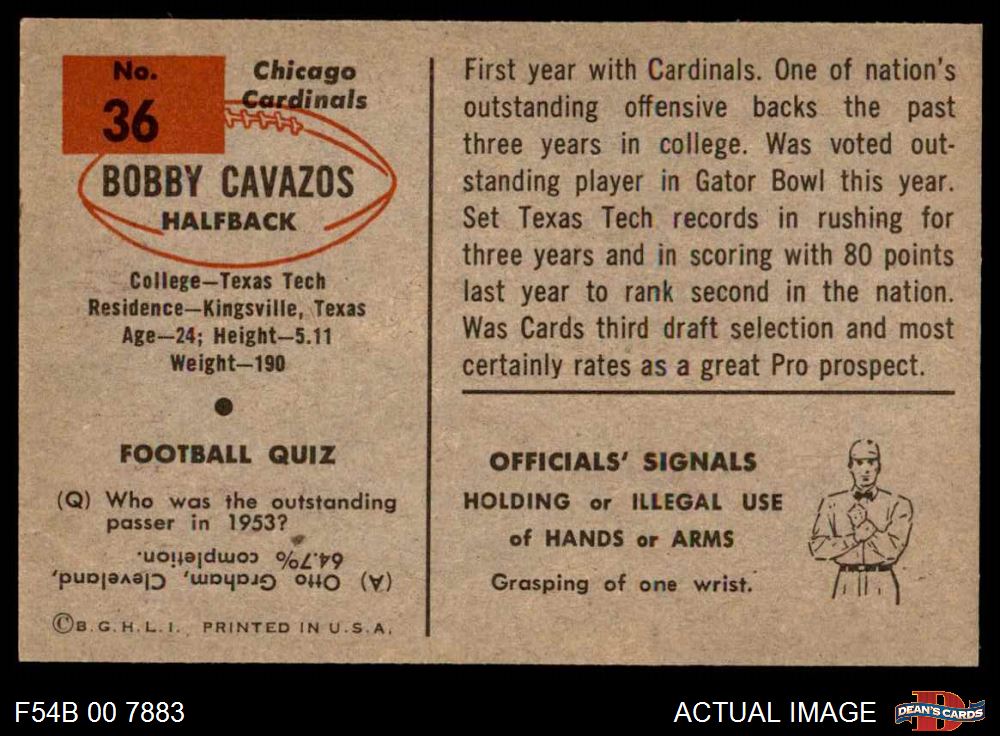 No.
36
Chicago
Cardinals
BOBBY CAVAZOS
HALFBACK
College—Texas Tech
Residence—Kingsville, Texas
Age—24; Height—5.11
Weight—190
FOOTBALL QUIZ
(Q) Who was the outstanding
passer in 1953?
(A) Otto Graham, Cleveland,
64.7% completion.
©B.G.H.L.I., PRINTED IN U.S.A.
First year with Cardinals. One of nation's
outstanding offensive backs the past
three years in college. Was voted out-
standing player in Gator Bowl this year.
Set Texas Tech records in rushing for
three years and in scoring with 80 points
last year to rank second in the nation.
Was Cards third draft selection and most
certainly rates as a great Pro prospect.
OFFICIALS' SIGNALS
HOLDING or ILLEGAL USE
of HANDS or ARMS
Grasping of one wrist.
F54B 00 7883
ACTUAL IMAGE
DEAN'S CARDS